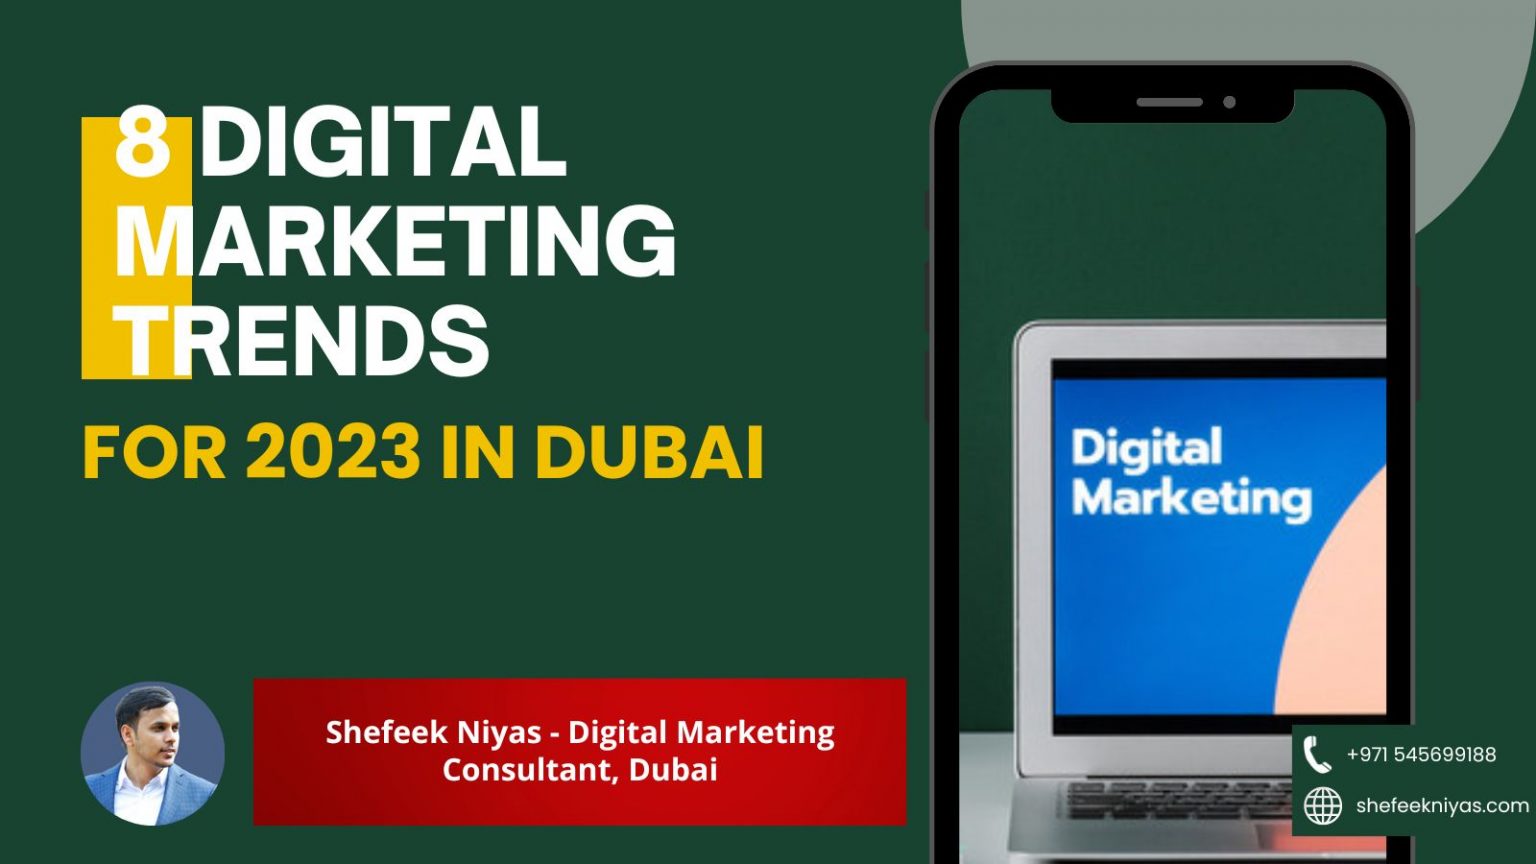 8 DIGITAL
MARKETING
TRENDS
FOR 2023 IN DUBAI
Digital
Marketing
Shefeek Niyas - Digital Marketing
Consultant, Dubai
+971 545699188
shefeekniyas.com